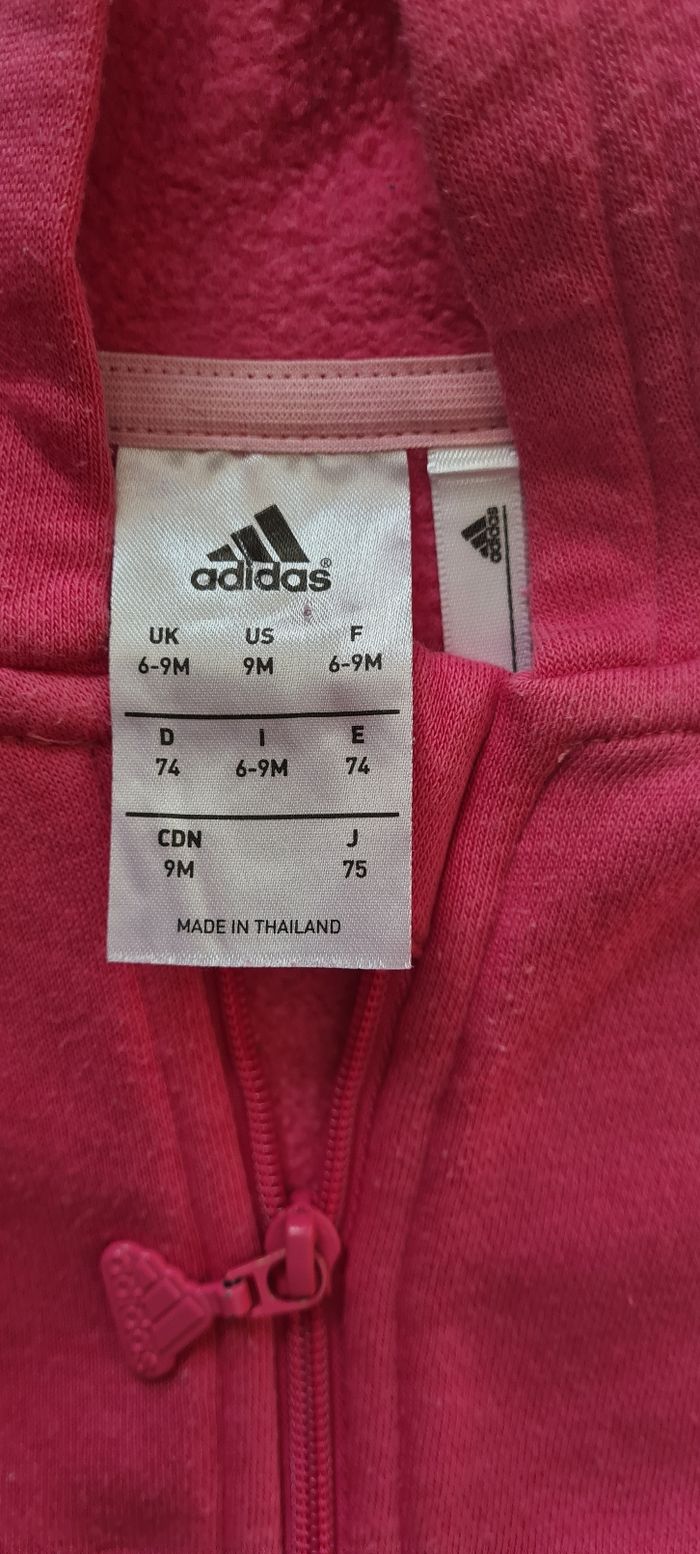 adidas®
UK US F
6-9M 9M 6-9M
D I E
74 6-9M 74
CDN J
9M 75
MADE IN THAILAND
adidas
adidas